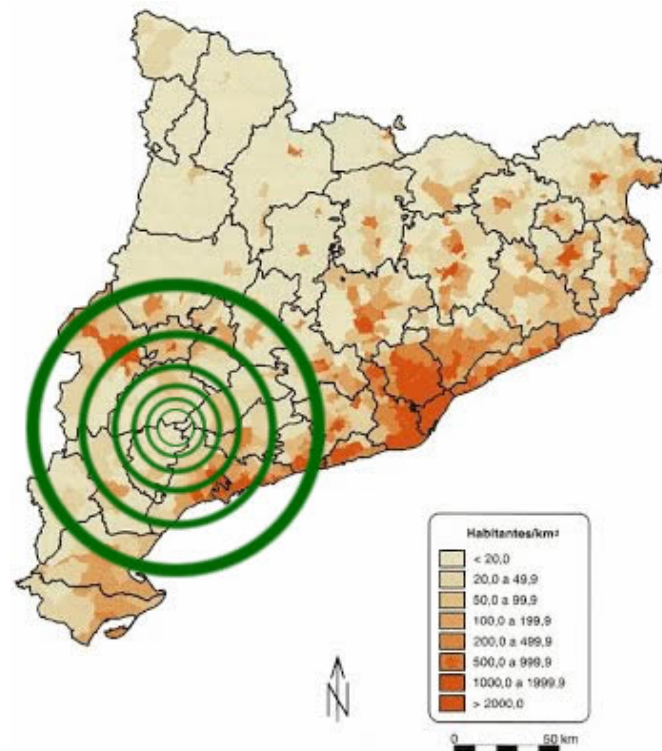 Habitantes/km²
< 20,0
20,0 a 49,9
50,0 a 99,9
100,0 a 199,9
200,0 a 499,9
500,0 a 999,9
1000,0 a 1999,9
> 2000,0
N
0 50 km